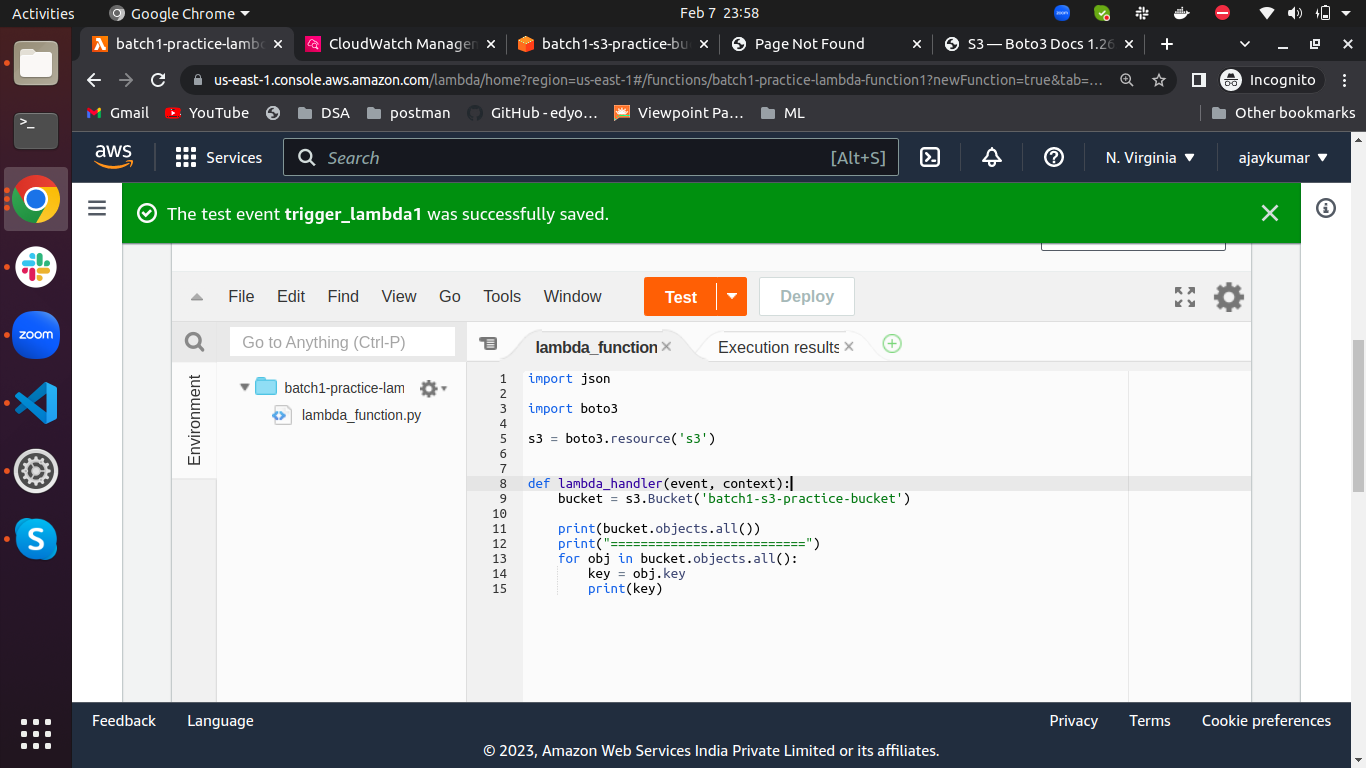 Activities
Google Chrome
Feb 7 23:58
zoom
batch1-practice-lambd
CloudWatch Managem
batch1-s3-practice-bu
Page Not Found
S3 — Boto3 Docs 1.26
us-east-1.console.aws.amazon.com/lambda/home?region=us-east-1#/functions/batch1-practice-lambda-function1?newFunction=true&tab=...
Incognito
Gmail
YouTube
DSA
postman
GitHub - edyo...
Viewpoint Pa...
ML
Other bookmarks
aws
Services
Search
[Alt+S]
N. Virginia
ajaykumar
The test event trigger_lambda1 was successfully saved.
File Edit Find View Go Tools Window
Test
Deploy
Go to Anything (Ctrl-P)
lambda_function
Execution results
Environment
batch1-practice-lam
lambda_function.py
1 import json
2
3 import boto3
4
5 s3 = boto3.resource('s3')
6
7
8 def lambda_handler(event, context):
9 bucket = s3.Bucket('batch1-s3-practice-bucket')
10
11 print(bucket.objects.all())
12 print("==========================")
13 for obj in bucket.objects.all():
14 key = obj.key
15 print(key)
zoom
S
Feedback
Language
Privacy
Terms
Cookie preferences
© 2023, Amazon Web Services India Private Limited or its affiliates.